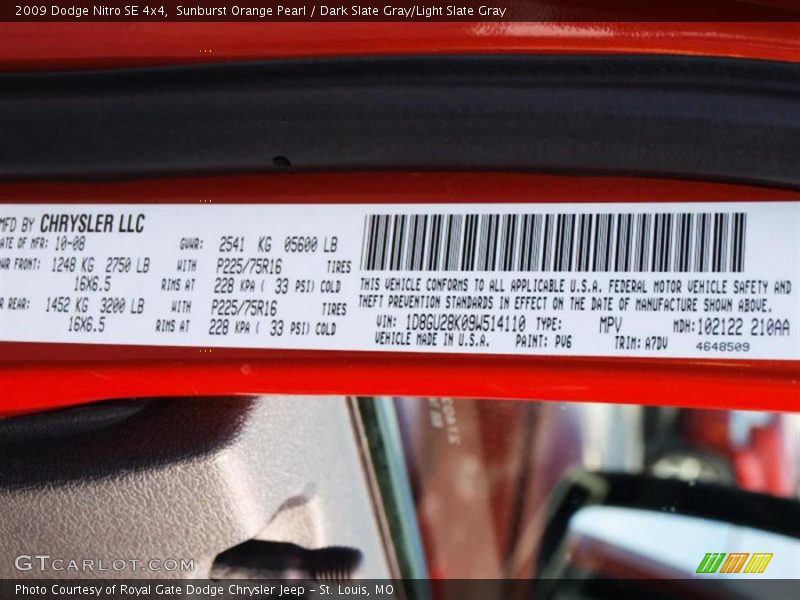 2009 Dodge Nitro SE 4x4,  Sunburst Orange Pearl / Dark Slate Gray/Light Slate Gray
MFD BY CHRYSLER LLC
DATE OF MFR: 10-08 GVWR: 2541 KG 05600 LB
FRONT: 1248 KG 2750 LB WITH P225/75R16 TIRES
16X6.5 RIMS AT 228 KPA ( 33 PSI) COLD
REAR: 1452 KG 3200 LB WITH P225/75R16 TIRES
16X6.5 RIMS AT 228 KPA ( 33 PSI) COLD
THIS VEHICLE CONFORMS TO ALL APPLICABLE U.S.A. FEDERAL MOTOR VEHICLE SAFETY AND
THEFT PREVENTION STANDARDS IN EFFECT ON THE DATE OF MANUFACTURE SHOWN ABOVE.
VIN: 1D8GU28K09W514110 TYPE: MPV MDH: 102122 210AA
VEHICLE MADE IN U.S.A. PAINT: PV6 TRIM: A7DV 4648509
GTCARLOT.COM
Photo Courtesy of Royal Gate Dodge Chrysler Jeep - St. Louis, MO